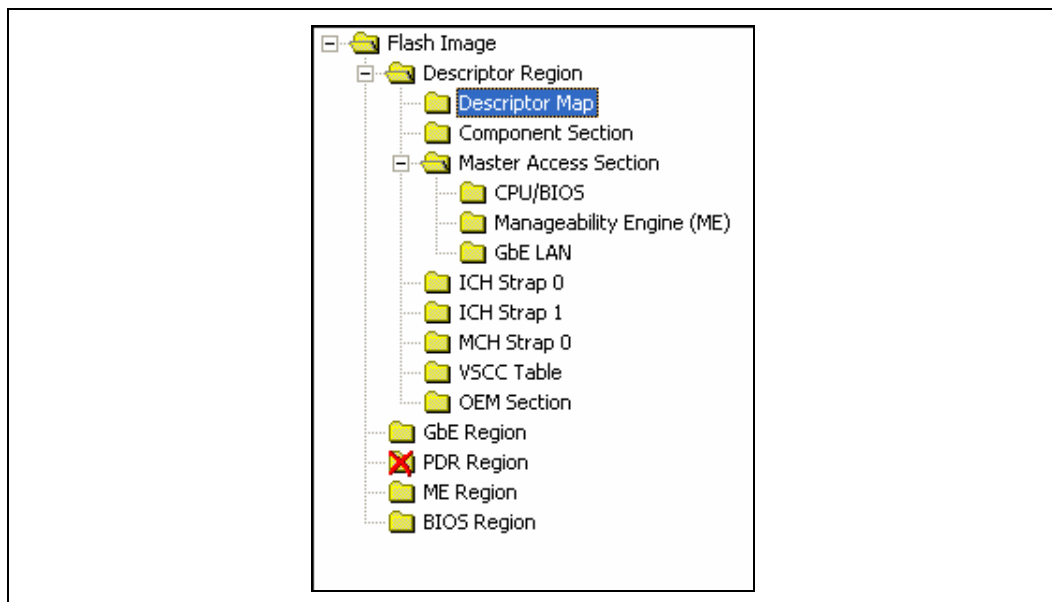 Flash Image
Descriptor Region
Descriptor Map
Component Section
Master Access Section
CPU/BIOS
Manageability Engine (ME)
GbE LAN
ICH Strap 0
ICH Strap 1
MCH Strap 0
VSCC Table
OEM Section
GbE Region
PDR Region
ME Region
BIOS Region